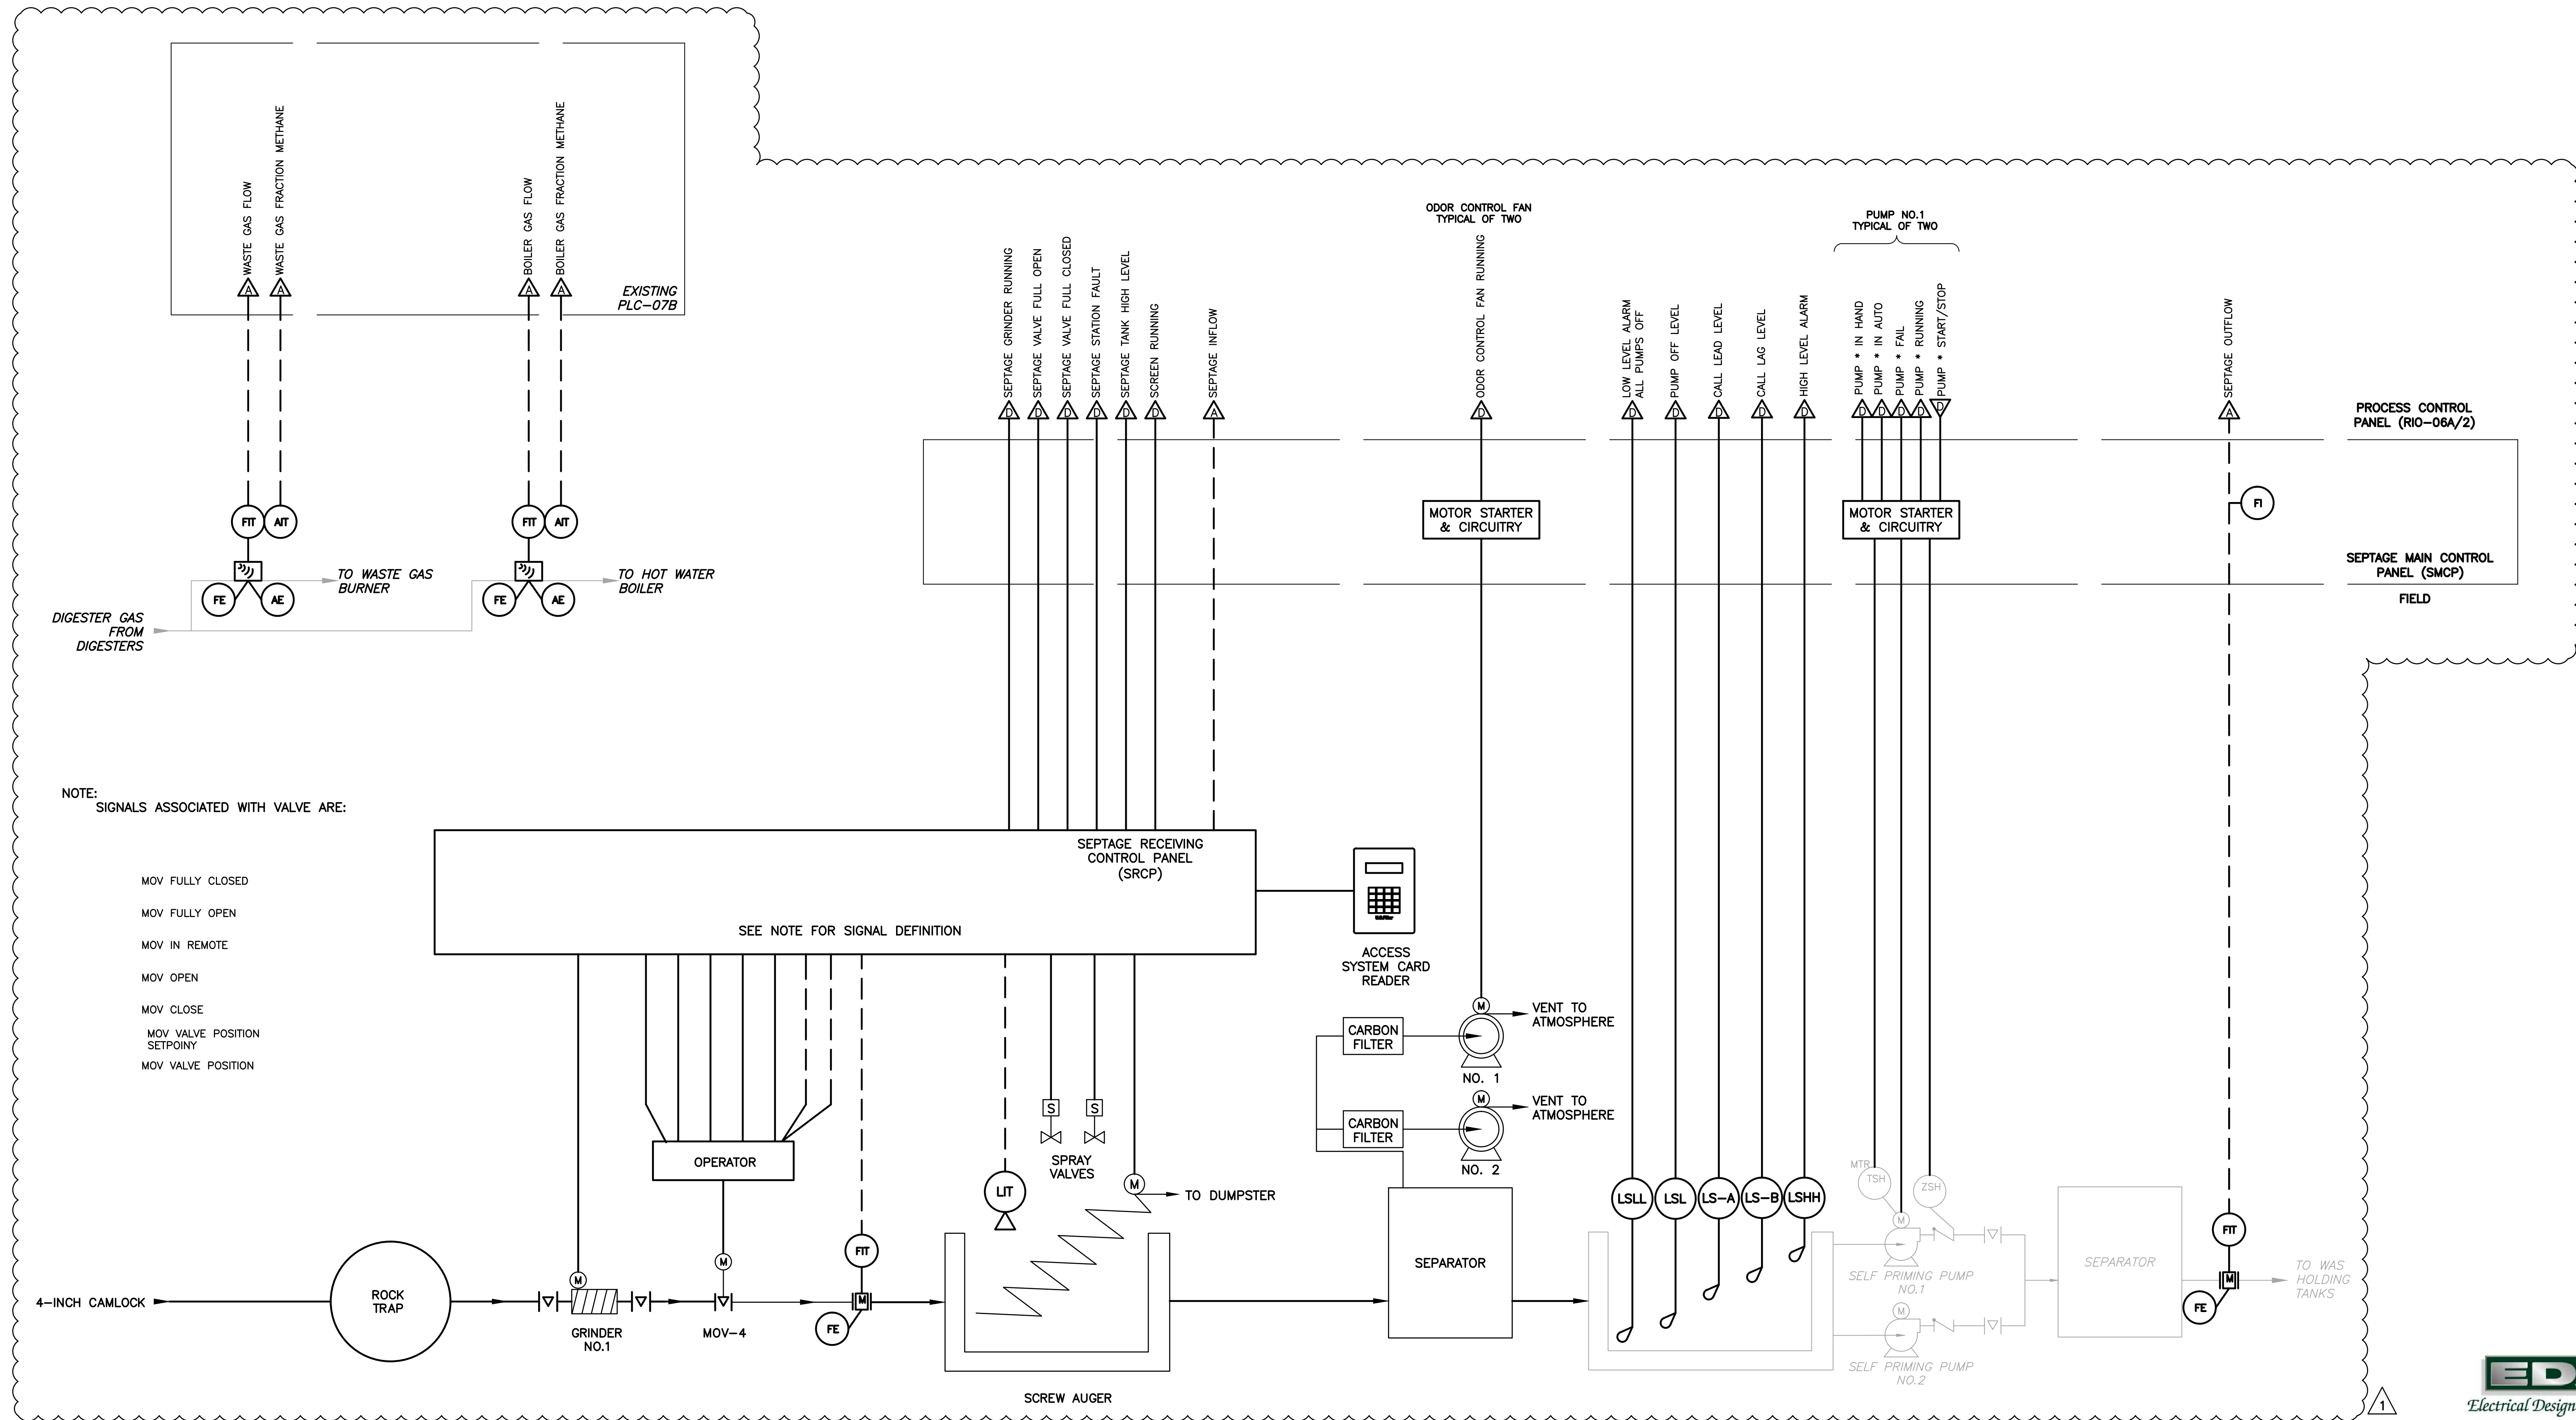 WASTE GAS FLOW
WASTE GAS FRACTION METHANE
BOILER GAS FLOW
BOILER GAS FRACTION METHANE
A
A
A
A
EXISTING
PLC-07B
FIT
AIT
FIT
AIT
FE
AE
FE
AE
TO WASTE GAS
BURNER
TO HOT WATER
BOILER
DIGESTER GAS
FROM
DIGESTERS
SEPTAGE GRINDER RUNNING
SEPTAGE VALVE FULL OPEN
SEPTAGE VALVE FULL CLOSED
SEPTAGE STATION FAULT
SEPTAGE TANK HIGH LEVEL
SCREEN RUNNING
SEPTAGE INFLOW
D
D
D
D
D
D
A
ODOR CONTROL FAN
TYPICAL OF TWO
ODOR CONTROL FAN RUNNING
D
LOW LEVEL ALARM
ALL PUMPS OFF
PUMP OFF LEVEL
CALL LEAD LEVEL
CALL LAG LEVEL
HIGH LEVEL ALARM
D
D
D
D
D
PUMP NO.1
TYPICAL OF TWO
PUMP * IN HAND
PUMP * IN AUTO
PUMP * FAIL
PUMP * RUNNING
PUMP * START/STOP
D
D
D
D
D
SEPTAGE OUTFLOW
A
PROCESS CONTROL
PANEL (RIO-06A/2)
MOTOR STARTER
& CIRCUITRY
MOTOR STARTER
& CIRCUITRY
FI
SEPTAGE MAIN CONTROL
PANEL (SMCP)
FIELD
NOTE:
SIGNALS ASSOCIATED WITH VALVE ARE:
MOV FULLY CLOSED
MOV FULLY OPEN
MOV IN REMOTE
MOV OPEN
MOV CLOSE
MOV VALVE POSITION
SETPOINY
MOV VALVE POSITION
SEPTAGE RECEIVING
CONTROL PANEL
(SRCP)
SEE NOTE FOR SIGNAL DEFINITION
ACCESS
SYSTEM CARD
READER
OPERATOR
LIT
S
S
SPRAY
VALVES
M
TO DUMPSTER
CARBON
FILTER
M
VENT TO
ATMOSPHERE
NO. 1
CARBON
FILTER
M
VENT TO
ATMOSPHERE
NO. 2
4-INCH CAMLOCK
ROCK
TRAP
M
GRINDER
NO.1
M
MOV-4
FIT
M
FE
SCREW AUGER
SEPARATOR
LSLL
LSL
LS-A
LS-B
LSHH
MTR
TSH
ZSH
M
SELF PRIMING PUMP
NO.1
M
SELF PRIMING PUMP
NO.2
SEPARATOR
FIT
M
FE
TO WAS
HOLDING
TANKS
1
ED
Electrical Design